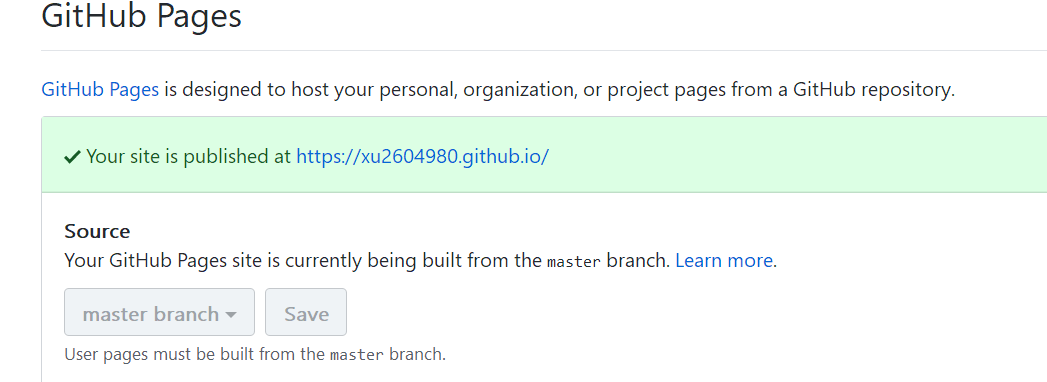 GitHub Pages
GitHub Pages is designed to host your personal, organization, or project pages from a GitHub repository.
Your site is published at https://xu2604980.github.io/
Source
Your GitHub Pages site is currently being built from the master branch. Learn more.
master branch
Save
User pages must be built from the master branch.